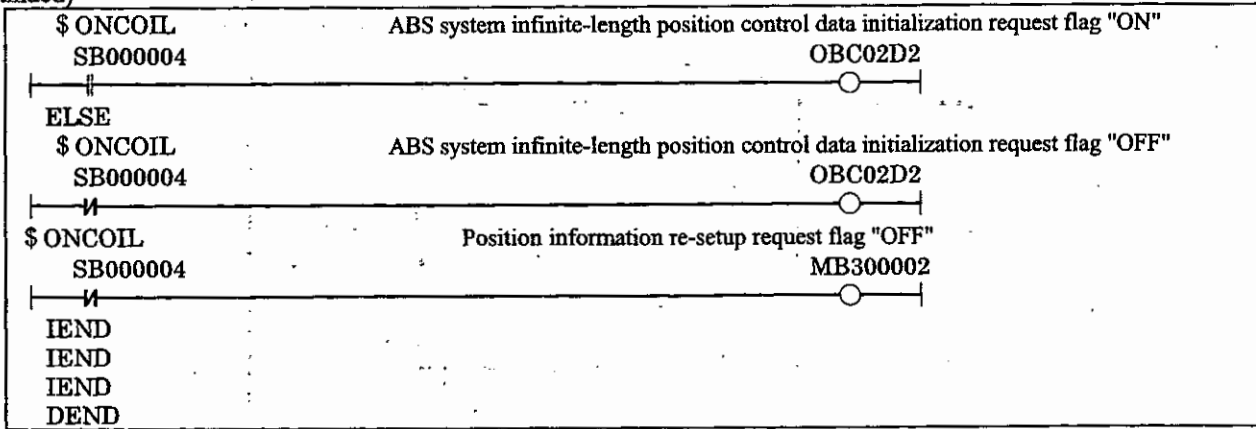 $ ONCOIL ABS system infinite-length position control data initialization request flag "ON"
SB000004 OBC02D2
ELSE
$ ONCOIL ABS system infinite-length position control data initialization request flag "OFF"
SB000004 OBC02D2
$ ONCOIL Position information re-setup request flag "OFF"
SB000004 MB300002
IEND
IEND
IEND
DEND